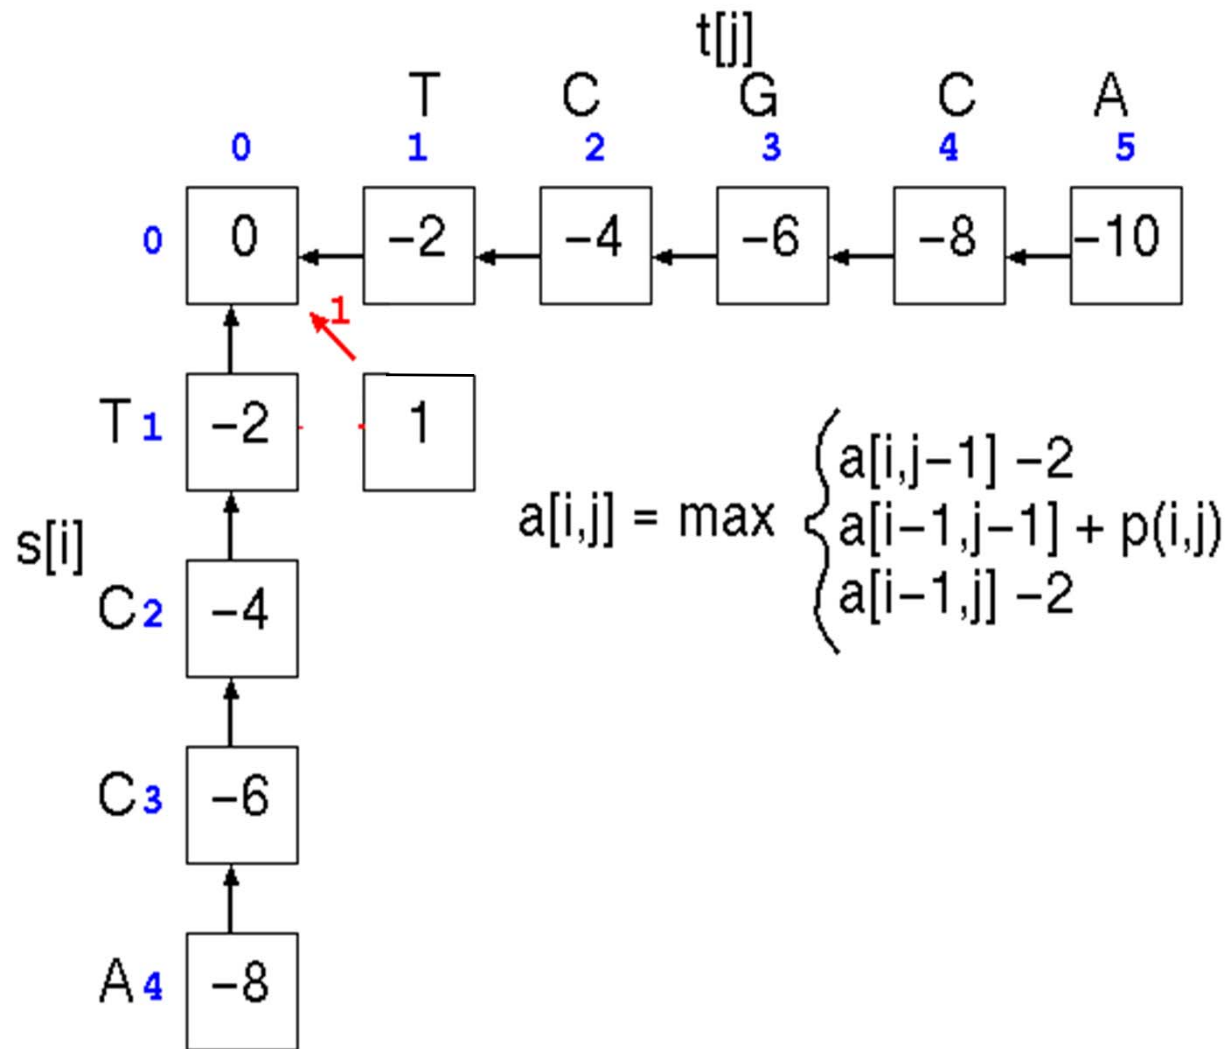 t[j]
T C G C A
0 1 2 3 4 5
0 0 −2 −4 −6 −8 −10
1
T 1 −2 1
a[i,j−1] −2
a[i,j] = max a[i−1,j−1] + p(i,j)
s[i]
a[i−1,j] −2
C 2 −4
C 3 −6
A 4 −8